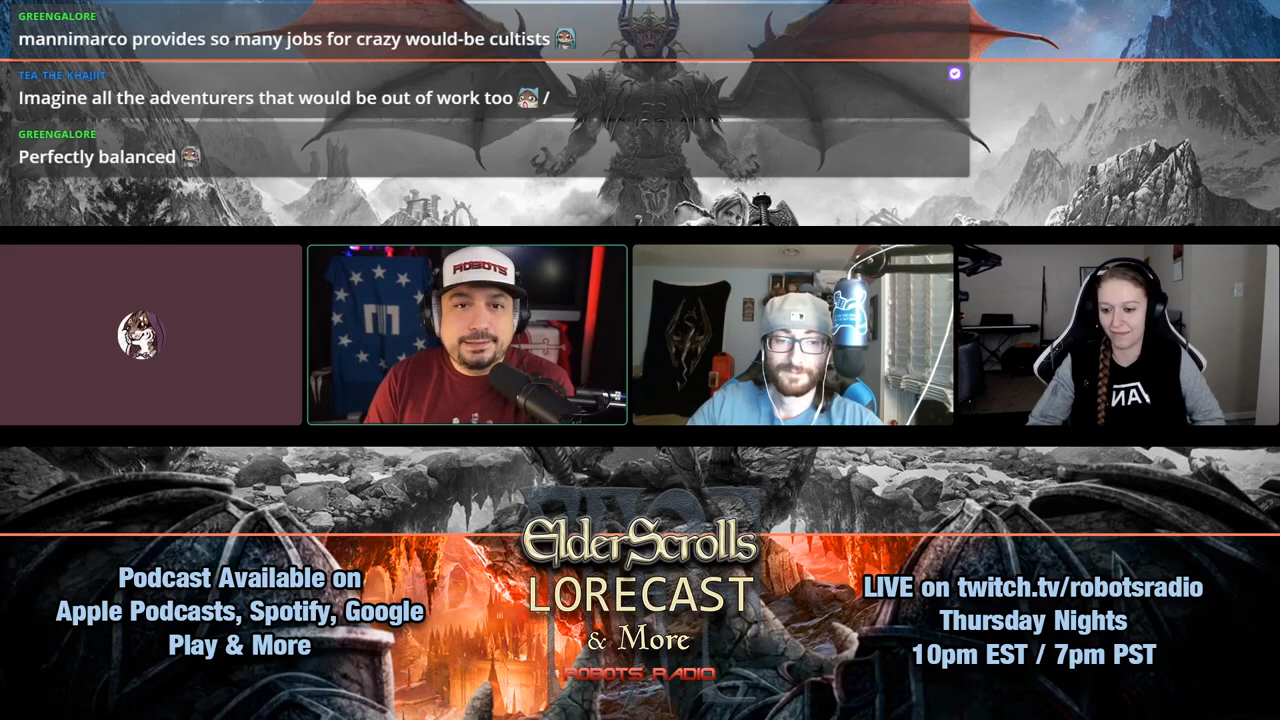 GREENGALORE
mannimarco provides so many jobs for crazy would-be cultists
TEA THE KHAJIIT
Imagine all the adventurers that would be out of work too /
GREENGALORE
Perfectly balanced
ROBOTS
ElderScrolls
LORECAST
& More
ROBOTS RADIO
Podcast Available on
Apple Podcasts, Spotify, Google
Play & More
LIVE on twitch.tv/robotsradio
Thursday Nights
10pm EST / 7pm PST